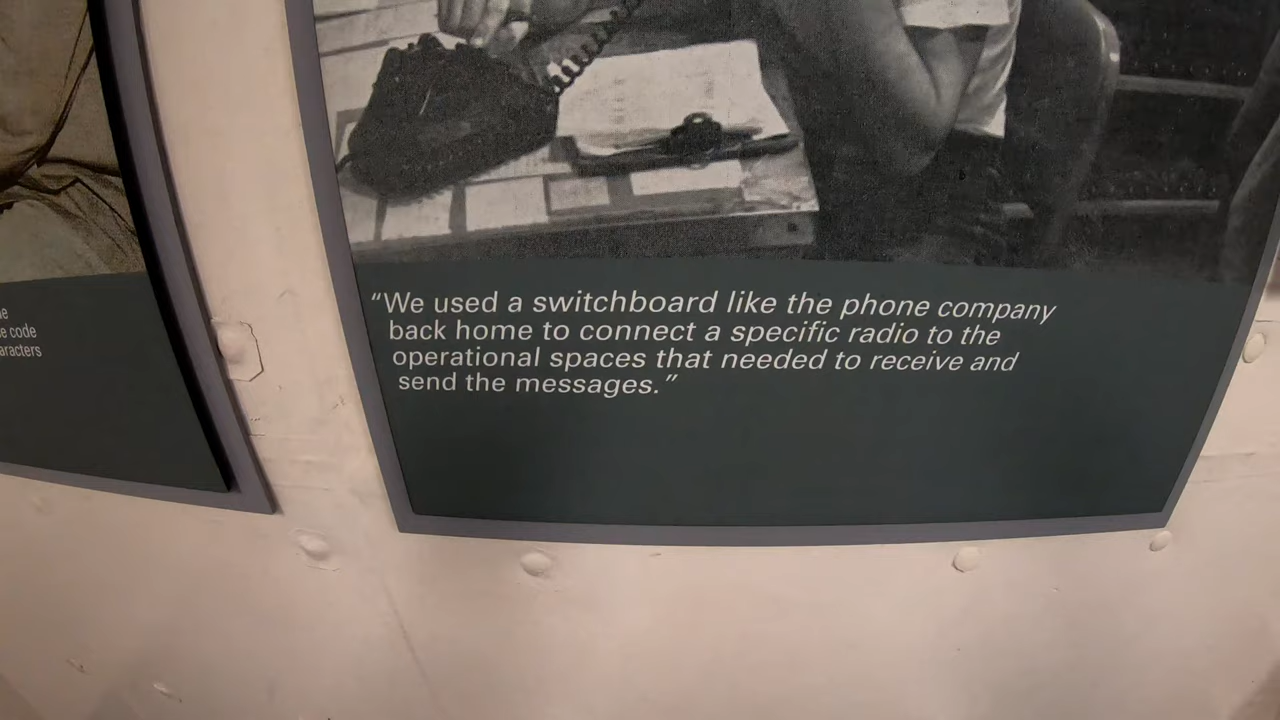 e code
aracters
“We used a switchboard like the phone company
back home to connect a specific radio to the
operational spaces that needed to receive and
send the messages.”